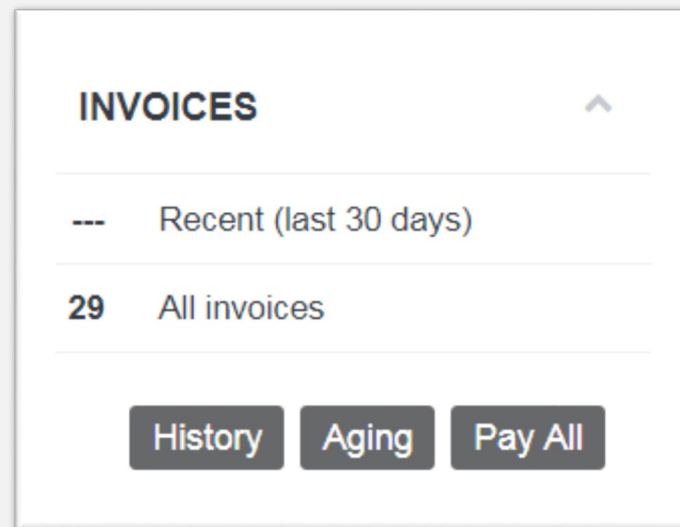 INVOICES
--- Recent (last 30 days)
29 All invoices
History Aging Pay All